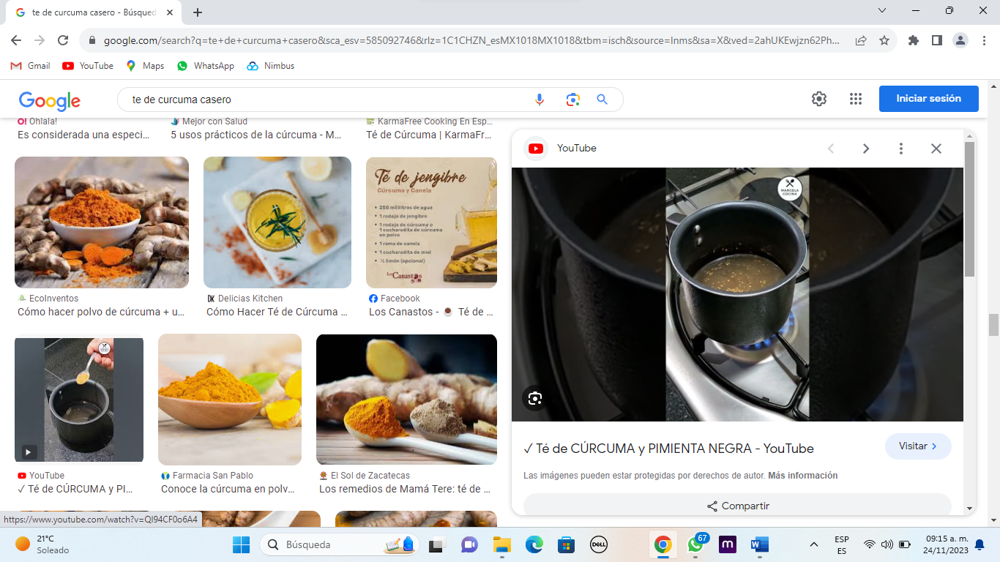 te de curcuma casero - Búsqued
google.com/search?q=te+de+curcuma+casero&sca_esv=585092746&rlz=1C1CHZN_esMX1018MX1018&tbm=isch&source=lnms&sa=X&ved=2ahUKEwjzn62Ph...
Gmail
YouTube
Maps
WhatsApp
Nimbus
Google
te de curcuma casero
Iniciar sesión
Ohlala!
Es considerada una especi...
Mejor con Salud
5 usos prácticos de la cúrcuma - M...
KarmaFree Cooking En Esp...
Té de Cúrcuma | KarmaFr...
Té de jengibre
Cúrcuma y Canela
250 mililitros de agua
1 rodaja de jengibre
1 rodaja de cúrcuma o
1 cucharadita de cúrcuma
en polvo
1 rama de canela
1 cucharadita de miel
½ limón (opcional)
Los Canastos
EcoInventos
Cómo hacer polvo de cúrcuma + u...
Delicias Kitchen
Cómo Hacer Té de Cúrcuma ...
Facebook
Los Canastos - Té de ...
YouTube
✓ Té de CÚRCUMA y PI...
Farmacia San Pablo
Conoce la cúrcuma en polv...
El Sol de Zacatecas
Los remedios de Mamá Tere: té de ...
YouTube
MARCELA
COCINA
✓ Té de CÚRCUMA y PIMIENTA NEGRA - YouTube
Visitar
Las imágenes pueden estar protegidas por derechos de autor. Más información
Compartir
https://www.youtube.com/watch?v=QI94CF0o6A4
21°C
Soleado
Búsqueda
DELL
67
m
W
ESP
ES
09:15 a. m.
24/11/2023